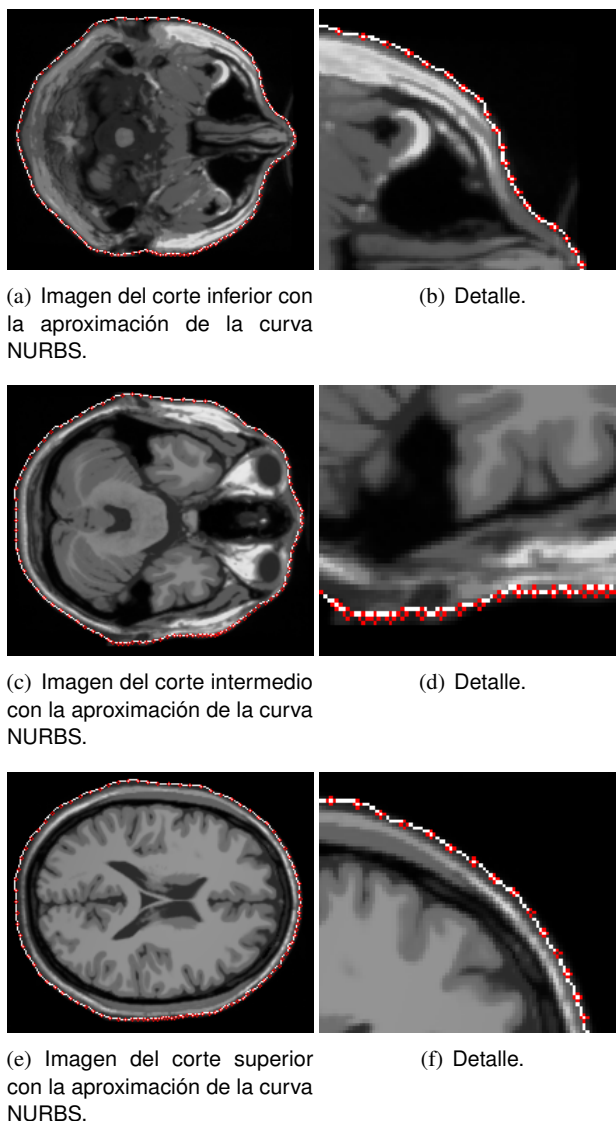 (a) Imagen del corte inferior con
la aproximación de la curva
NURBS.
(b) Detalle.
(c) Imagen del corte intermedio
con la aproximación de la curva
NURBS.
(d) Detalle.
(e) Imagen del corte superior
con la aproximación de la curva
NURBS.
(f) Detalle.